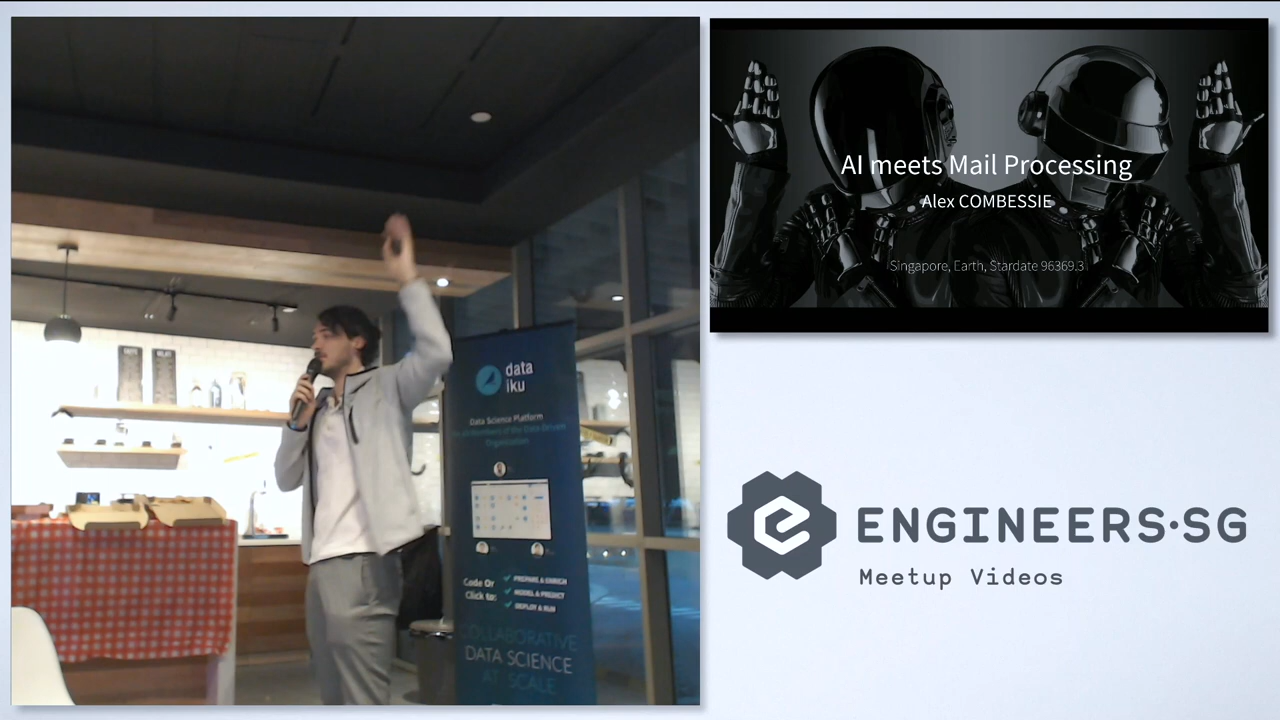 AI meets Mail Processing
Alex COMBESSIE
Singapore, Earth, Stardate 96369.3
data
iku
Data Science Platform
Organization
Code Or
Click to:
PREPARE & ENRICH
MODEL & PREDICT
DEPLOY & RUN
COLLABORATIVE
DATA SCIENCE
AT SCALE
ENGINEERS·SG
Meetup Videos